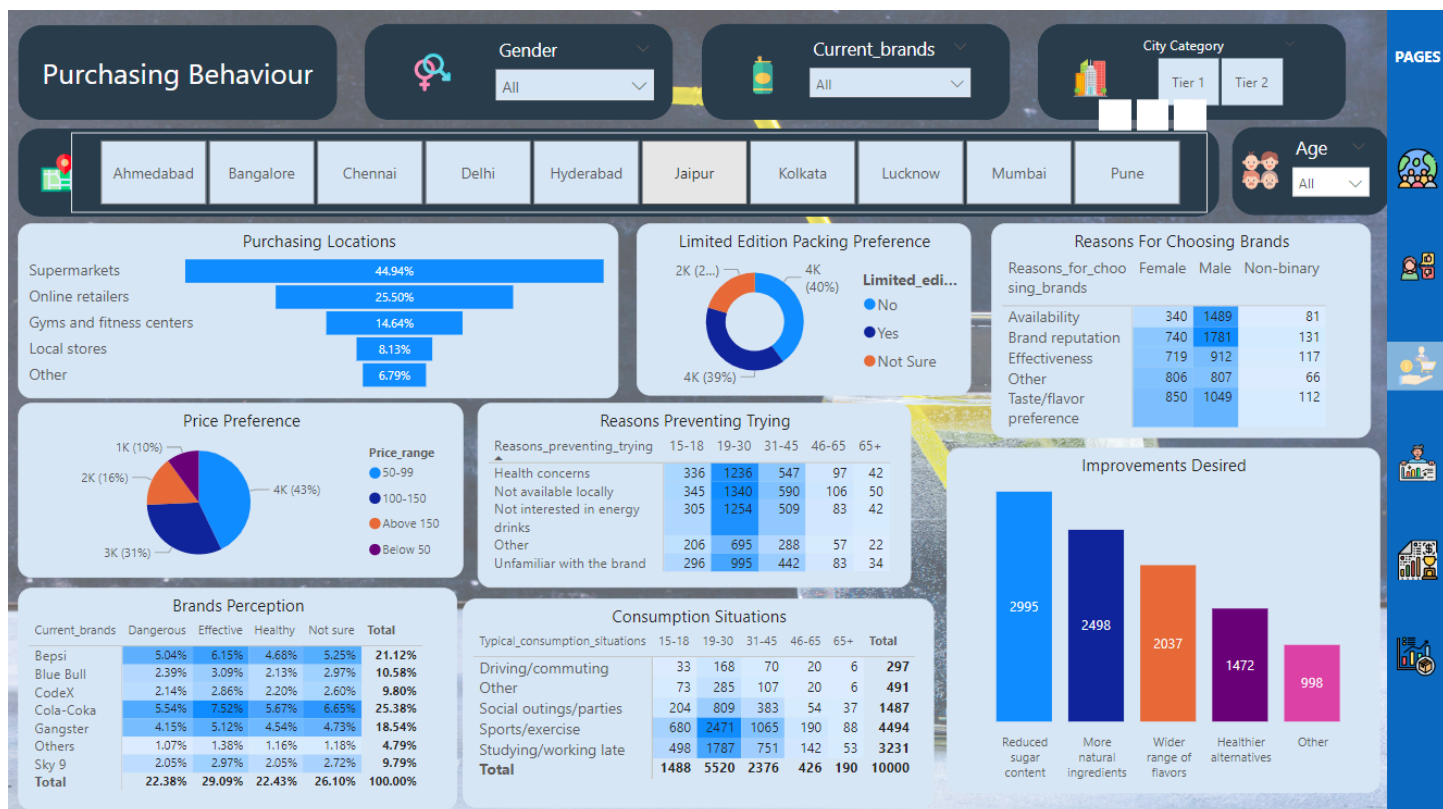 Purchasing Behaviour
Gender
All
Current_brands
All
City Category
Tier 1 Tier 2
PAGES
Ahmedabad Bangalore Chennai Delhi Hyderabad Jaipur Kolkata Lucknow Mumbai Pune
Age
All
Purchasing Locations
Supermarkets 44.94%
Online retailers 25.50%
Gyms and fitness centers 14.64%
Local stores 8.13%
Other 6.79%
Limited Edition Packing Preference
2K (2...)
4K
(40%)
4K (39%)
Limited_edi...
No
Yes
Not Sure
Reasons For Choosing Brands
Reasons_for_choo Female Male Non-binary
sing_brands
Availability 340 1489 81
Brand reputation 740 1781 131
Effectiveness 719 912 117
Other 806 807 66
Taste/flavor 850 1049 112
preference
Price Preference
1K (10%)
2K (16%)
4K (43%)
3K (31%)
Price_range
50-99
100-150
Above 150
Below 50
Reasons Preventing Trying
Reasons_preventing_trying 15-18 19-30 31-45 46-65 65+
Health concerns 336 1236 547 97 42
Not available locally 345 1340 590 106 50
Not interested in energy 305 1254 509 83 42
drinks
Other 206 695 288 57 22
Unfamiliar with the brand 296 995 442 83 34
Improvements Desired
2995
2498
2037
1472
998
Reduced
sugar
content
More
natural
ingredients
Wider
range of
flavors
Healthier
alternatives
Other
Brands Perception
Current_brands Dangerous Effective Healthy Not sure Total
Bepsi 5.04% 6.15% 4.68% 5.25% 21.12%
Blue Bull 2.39% 3.09% 2.13% 2.97% 10.58%
CodeX 2.14% 2.86% 2.20% 2.60% 9.80%
Cola-Coka 5.54% 7.52% 5.67% 6.65% 25.38%
Gangster 4.15% 5.12% 4.54% 4.73% 18.54%
Others 1.07% 1.38% 1.16% 1.18% 4.79%
Sky 9 2.05% 2.97% 2.05% 2.72% 9.79%
Total 22.38% 29.09% 22.43% 26.10% 100.00%
Consumption Situations
Typical_consumption_situations 15-18 19-30 31-45 46-65 65+ Total
Driving/commuting 33 168 70 20 6 297
Other 73 285 107 20 6 491
Social outings/parties 204 809 383 54 37 1487
Sports/exercise 680 2471 1065 190 88 4494
Studying/working late 498 1787 751 142 53 3231
Total 1488 5520 2376 426 190 10000